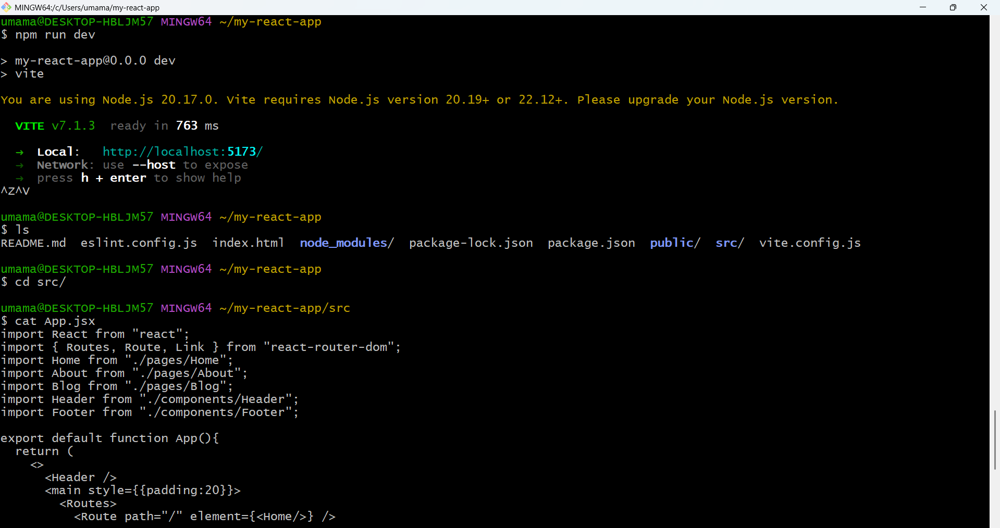 MINGW64:/c/Users/umama/my-react-app
umama@DESKTOP-HBLJM57 MINGW64 ~/my-react-app
$ npm run dev
> my-react-app@0.0.0 dev
> vite
You are using Node.js 20.17.0. Vite requires Node.js version 20.19+ or 22.12+. Please upgrade your Node.js version.
VITE v7.1.3  ready in 763 ms
➜  Local:   http://localhost:5173/
➜  Network: use --host to expose
➜  press h + enter to show help
^Z^V
umama@DESKTOP-HBLJM57 MINGW64 ~/my-react-app
$ ls
README.md  eslint.config.js  index.html  node_modules/  package-lock.json  package.json  public/  src/  vite.config.js
umama@DESKTOP-HBLJM57 MINGW64 ~/my-react-app
$ cd src/
umama@DESKTOP-HBLJM57 MINGW64 ~/my-react-app/src
$ cat App.jsx
import React from "react";
import { Routes, Route, Link } from "react-router-dom";
import Home from "./pages/Home";
import About from "./pages/About";
import Blog from "./pages/Blog";
import Header from "./components/Header";
import Footer from "./components/Footer";
export default function App(){
  return (
    <>
      <Header />
      <main style={{padding:20}}>
        <Routes>
          <Route path="/" element={<Home/>} />